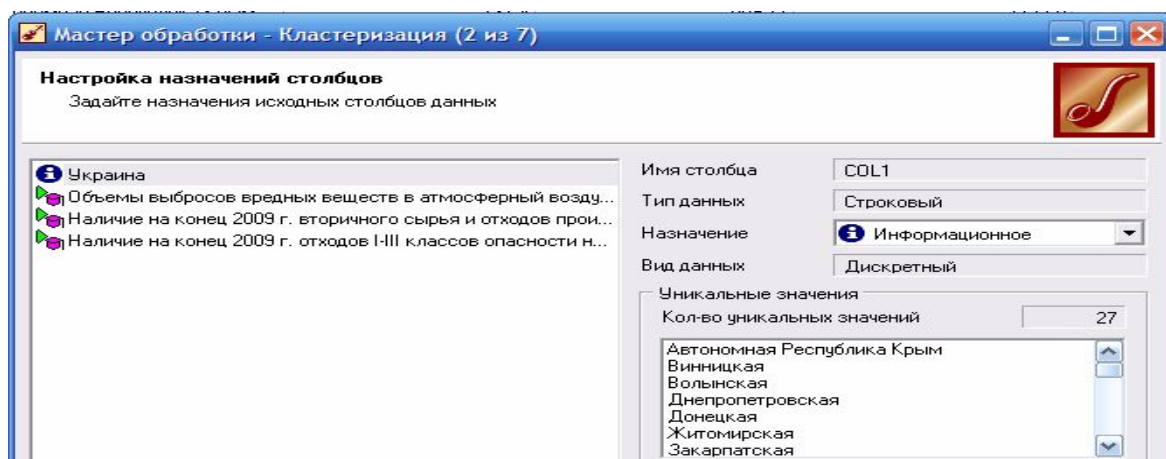 Мастер обработки - Кластеризация (2 из 7)
Настройка назначений столбцов
Задайте назначения исходных столбцов данных
Украина
Объемы выбросов вредных веществ в атмосферный возду...
Наличие на конец 2009 г. вторичного сырья и отходов прои...
Наличие на конец 2009 г. отходов I-III классов опасности н...
Имя столбца COL1
Тип данных Строковый
Назначение Информационное
Вид данных Дискретный
Уникальные значения
Кол-во уникальных значений 27
Автономная Республика Крым
Винницкая
Волынская
Днепропетровская
Донецкая
Житомирская
Закарпатская